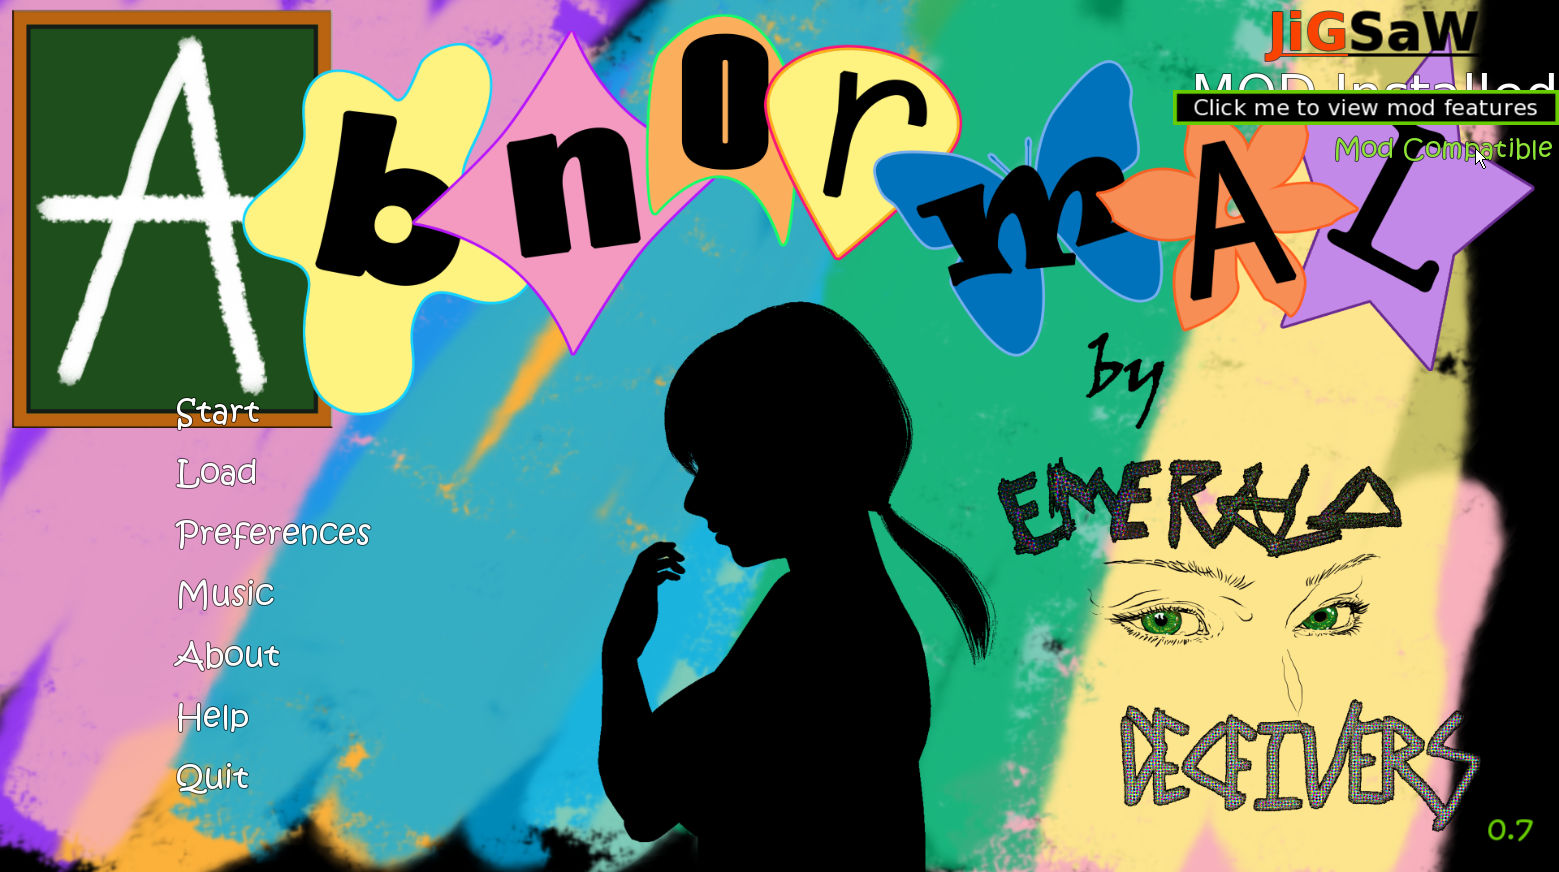 JiGSaW
MOD Installed
Click me to view mod features
Mod Compatible
AbnorMAL
by
EMERALD
DECEIVERS
Start
Load
Preferences
Music
About
Help
Quit
0.7